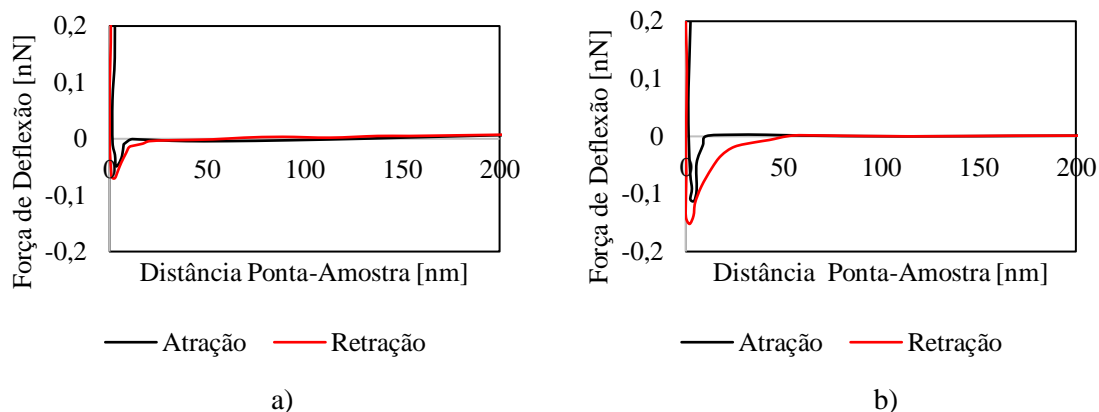 Força de Deflexão [nN]
0,2
0,1
0
-0,1
-0,2
0 50 100 150 200
Distância Ponta-Amostra [nm]
Atração Retração
a)
Força de Deflexão [nN]
0,2
0,1
0
-0,1
-0,2
0 50 100 150 200
Distância Ponta-Amostra [nm]
Atração Retração
b)